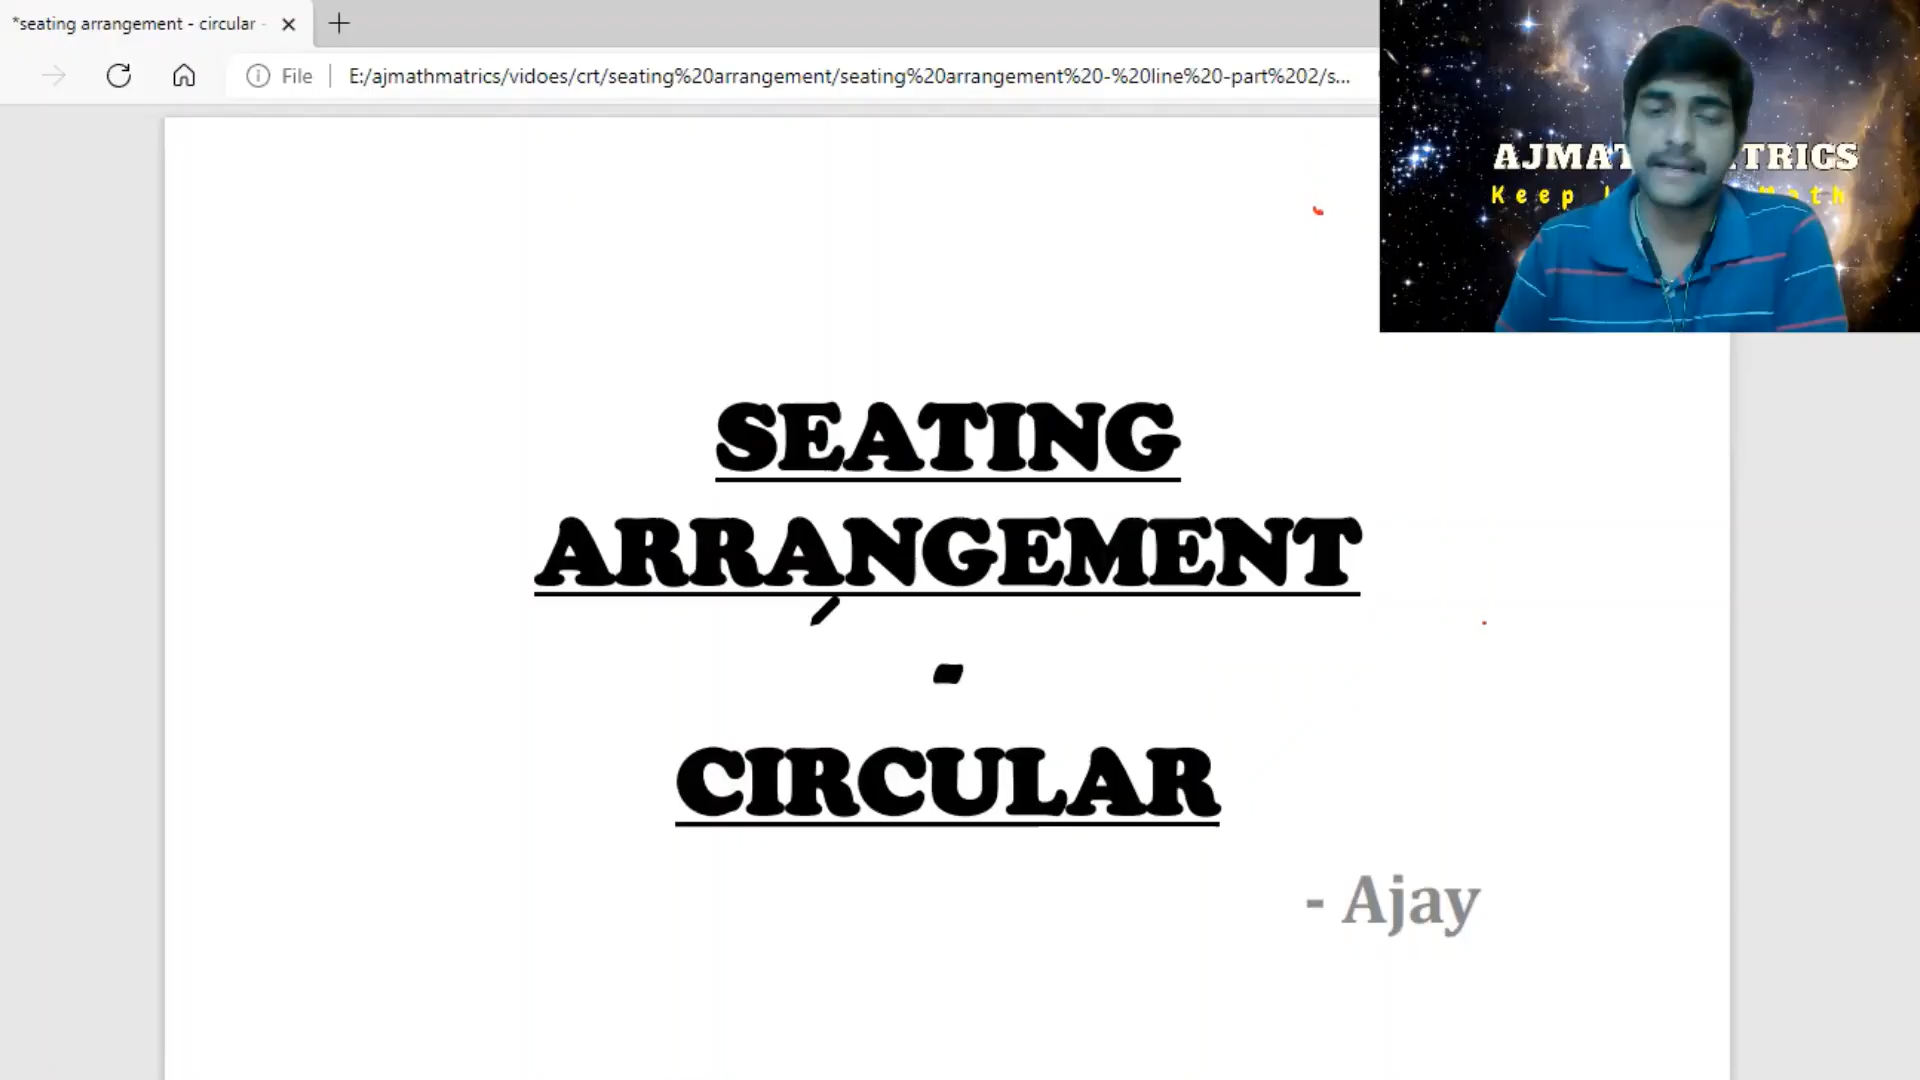 *seating arrangement - circular -
File
E:/ajmathmatrics/vidoes/crt/seating%20arrangement/seating%20arrangement%20-%20line%20-part%202/s...
AJMAT TRICS
Keep
SEATING
ARRANGEMENT
-
CIRCULAR
- Ajay